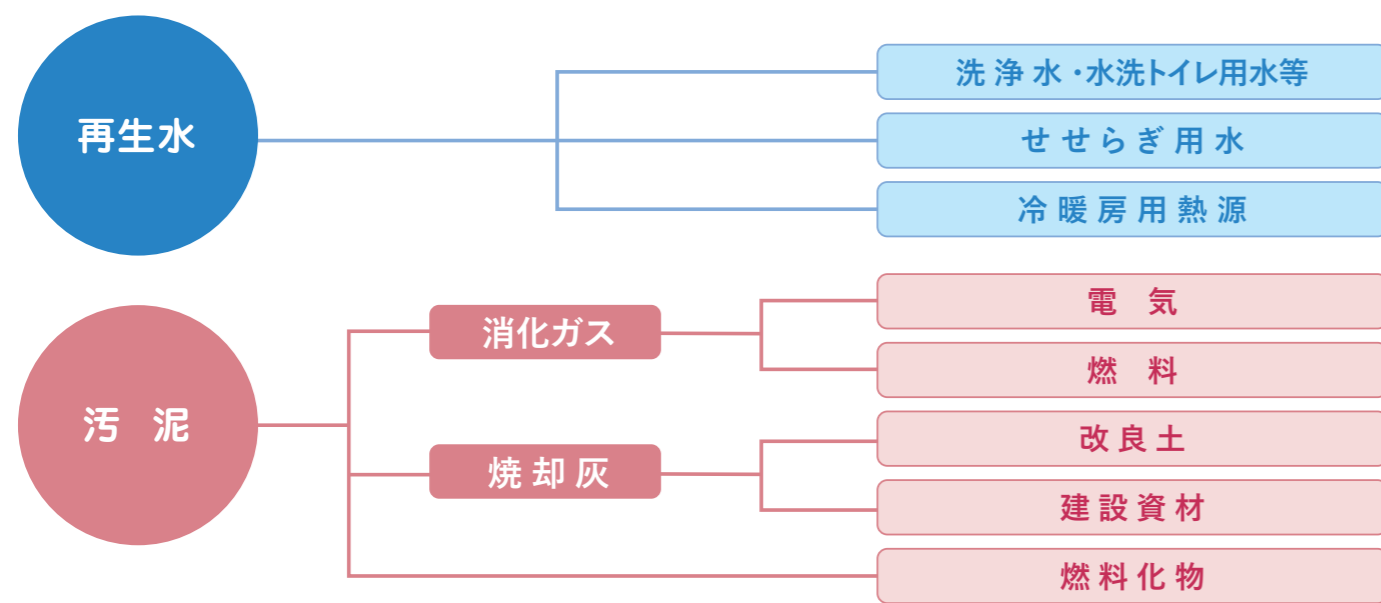 再生水
洗浄水・水洗トイレ用水等
せせらぎ用水
冷暖房用熱源
汚泥
消化ガス
電気
燃料
焼却灰
改良土
建設資材
燃料化物